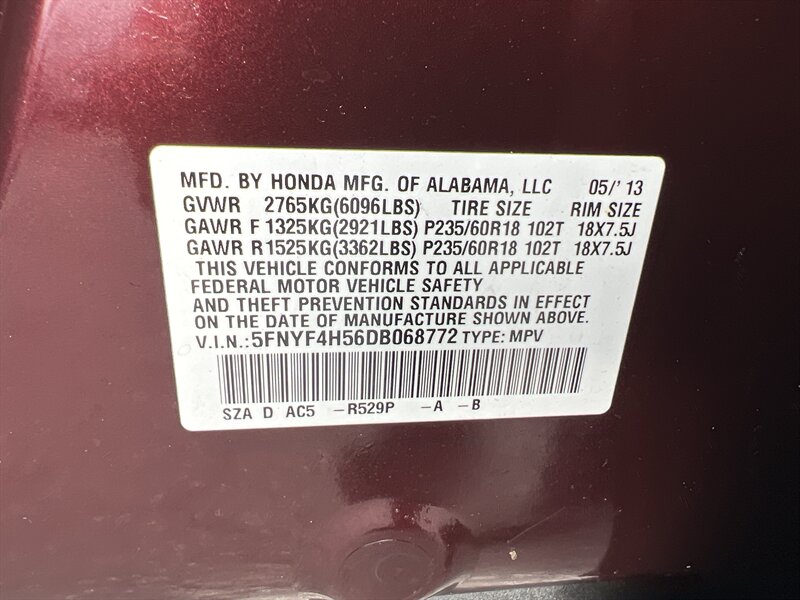 MFD. BY HONDA MFG. OF ALABAMA, LLC 05/'13
GVWR 2765KG(6096LBS) TIRE SIZE RIM SIZE
GAWR F 1325KG(2921LBS) P235/60R18 102T 18X7.5J
GAWR R 1525KG(3362LBS) P235/60R18 102T 18X7.5J
THIS VEHICLE CONFORMS TO ALL APPLICABLE
FEDERAL MOTOR VEHICLE SAFETY
AND THEFT PREVENTION STANDARDS IN EFFECT
ON THE DATE OF MANUFACTURE SHOWN ABOVE.
V.I.N.:5FNYF4H56DB068772 TYPE: MPV
SZA D AC5 -R529P -A -B